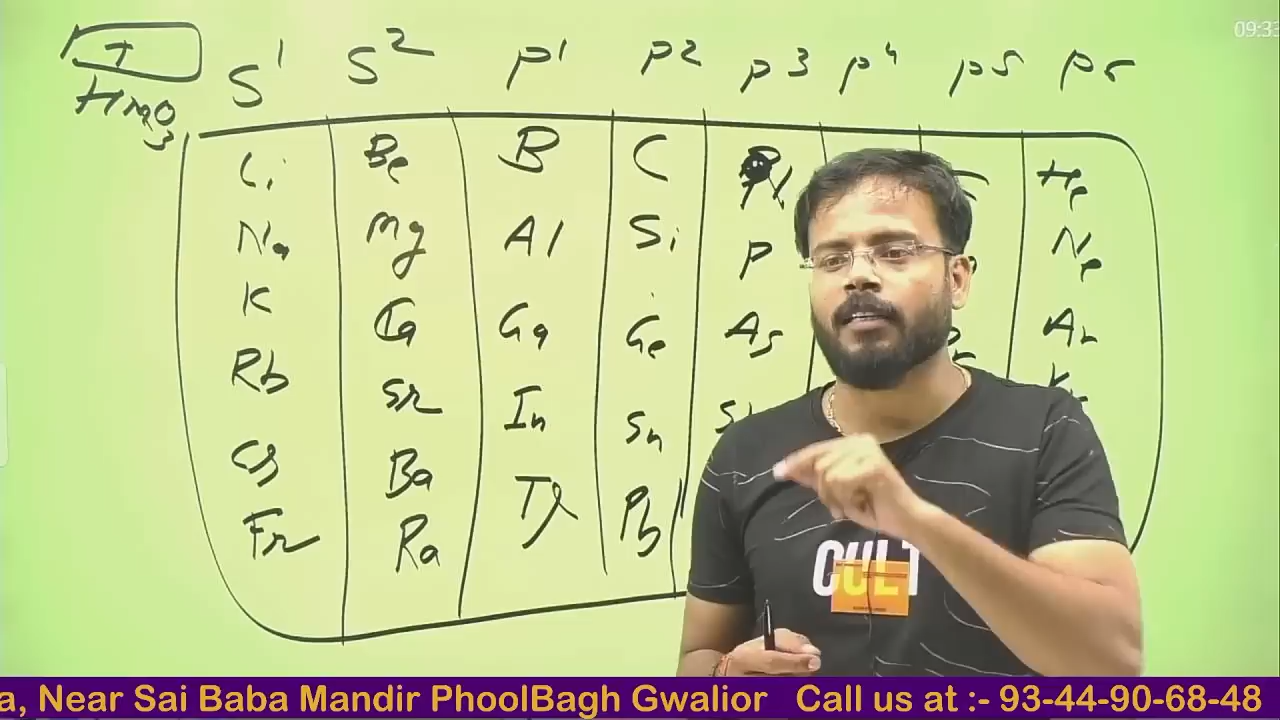 09:33
+
HNO3
s1 s2 p1 p2 p3 p4 p5 p6
Li Be B C N He
Na Mg Al Si P Ne
K Ca Ga Ge As Ar
Rb Sr In Sn Kr
Cs Ba Tl Pb
Fr Ra
CULT
a, Near Sai Baba Mandir PhoolBagh Gwalior Call us at :- 93-44-90-68-48